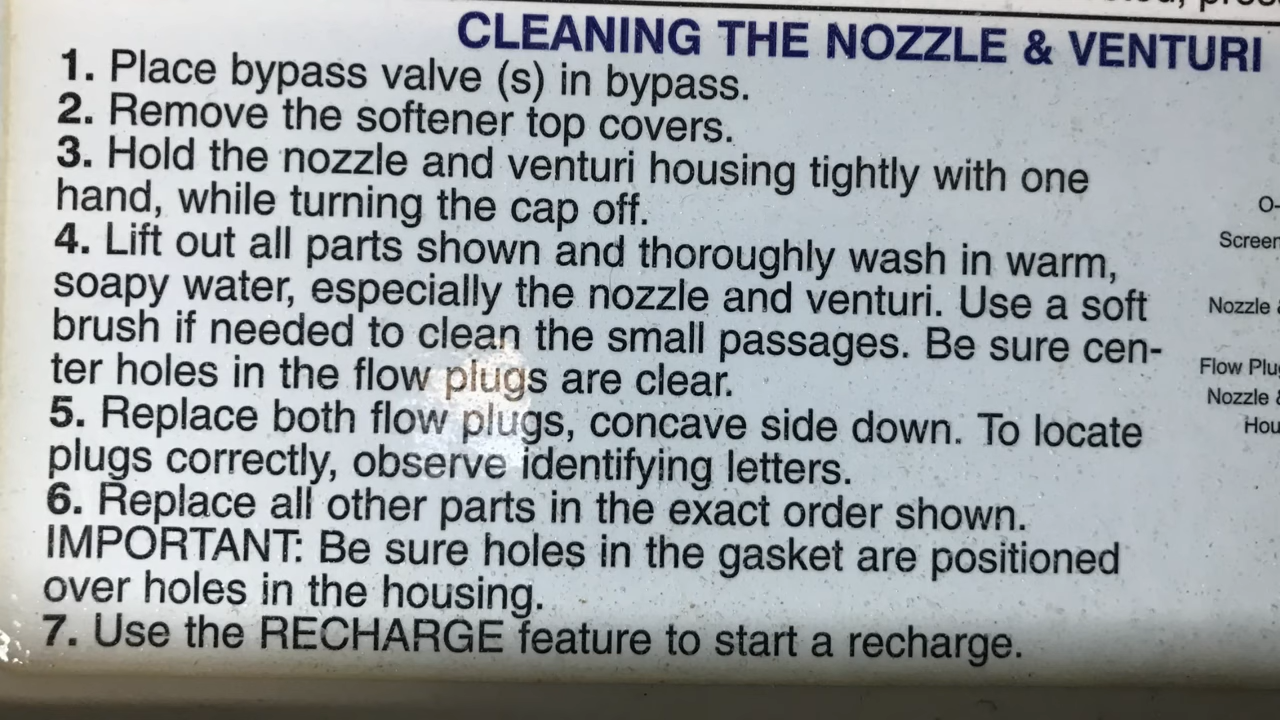 CLEANING THE NOZZLE & VENTURI
1. Place bypass valve (s) in bypass.
2. Remove the softener top covers.
3. Hold the nozzle and venturi housing tightly with one
hand, while turning the cap off.
4. Lift out all parts shown and thoroughly wash in warm,
soapy water, especially the nozzle and venturi. Use a soft
brush if needed to clean the small passages. Be sure cen-
ter holes in the flow plugs are clear.
5. Replace both flow plugs, concave side down. To locate
plugs correctly, observe identifying letters.
6. Replace all other parts in the exact order shown.
IMPORTANT: Be sure holes in the gasket are positioned
over holes in the housing.
7. Use the RECHARGE feature to start a recharge.
O-
Screen
Nozzle &
Flow Plug
Nozzle &
Hou